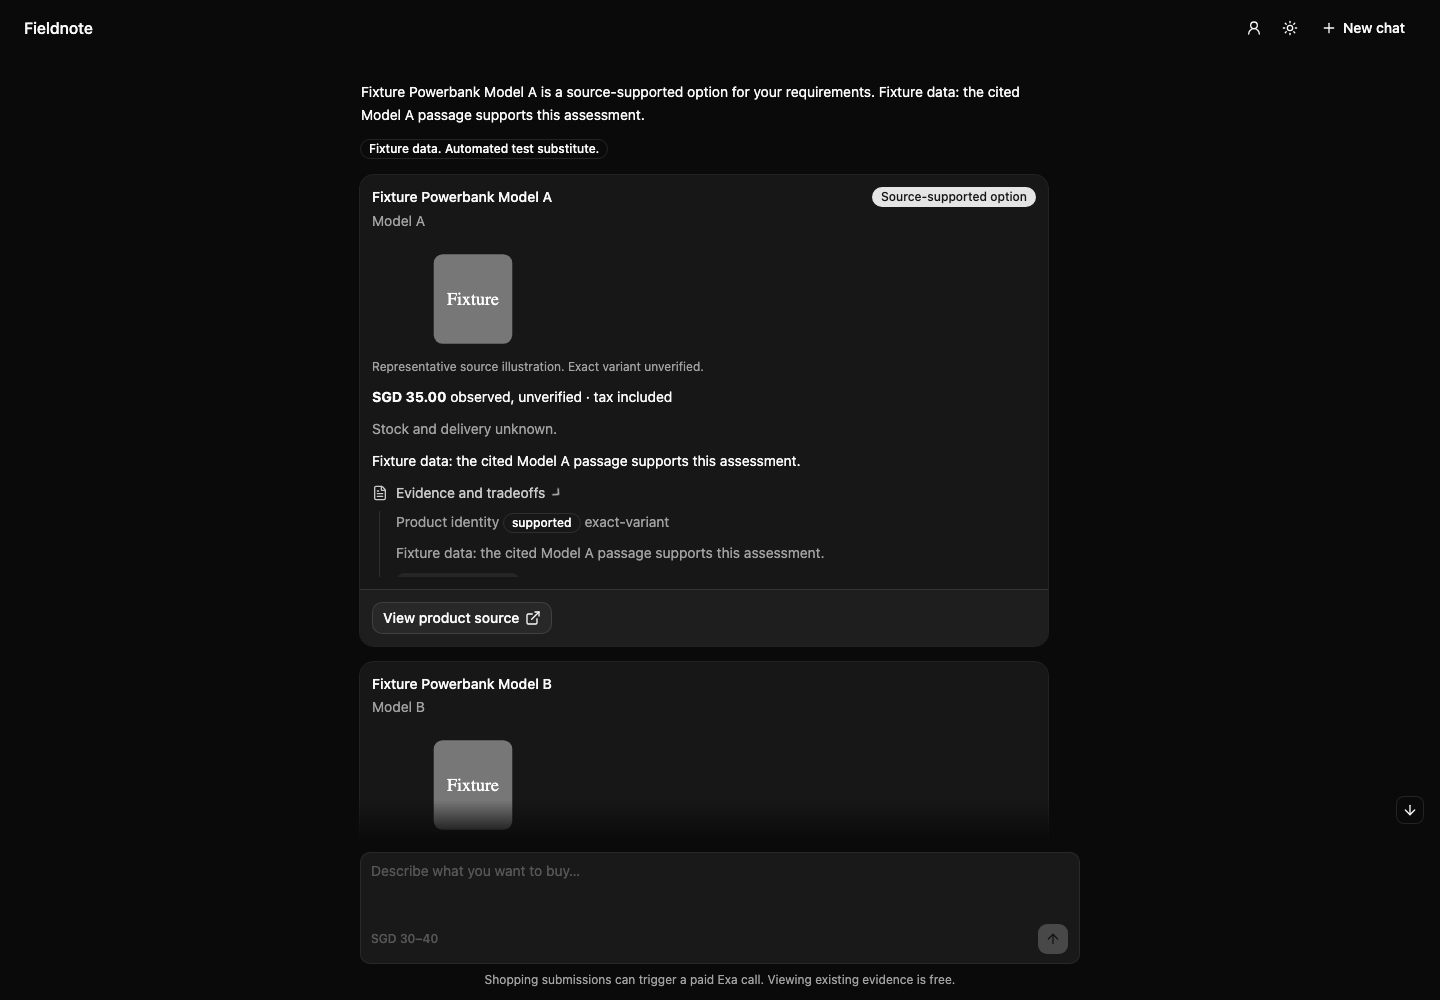 Fieldnote
New chat
Fixture Powerbank Model A is a source-supported option for your requirements. Fixture data: the cited
Model A passage supports this assessment.
Fixture data. Automated test substitute.
Fixture Powerbank Model A
Source-supported option
Model A
Fixture
Representative source illustration. Exact variant unverified.
SGD 35.00 observed, unverified · tax included
Stock and delivery unknown.
Fixture data: the cited Model A passage supports this assessment.
Evidence and tradeoffs
Product identity supported exact-variant
Fixture data: the cited Model A passage supports this assessment.
View product source
Fixture Powerbank Model B
Model B
Fixture
Describe what you want to buy...
SGD 30–40
Shopping submissions can trigger a paid Exa call. Viewing existing evidence is free.